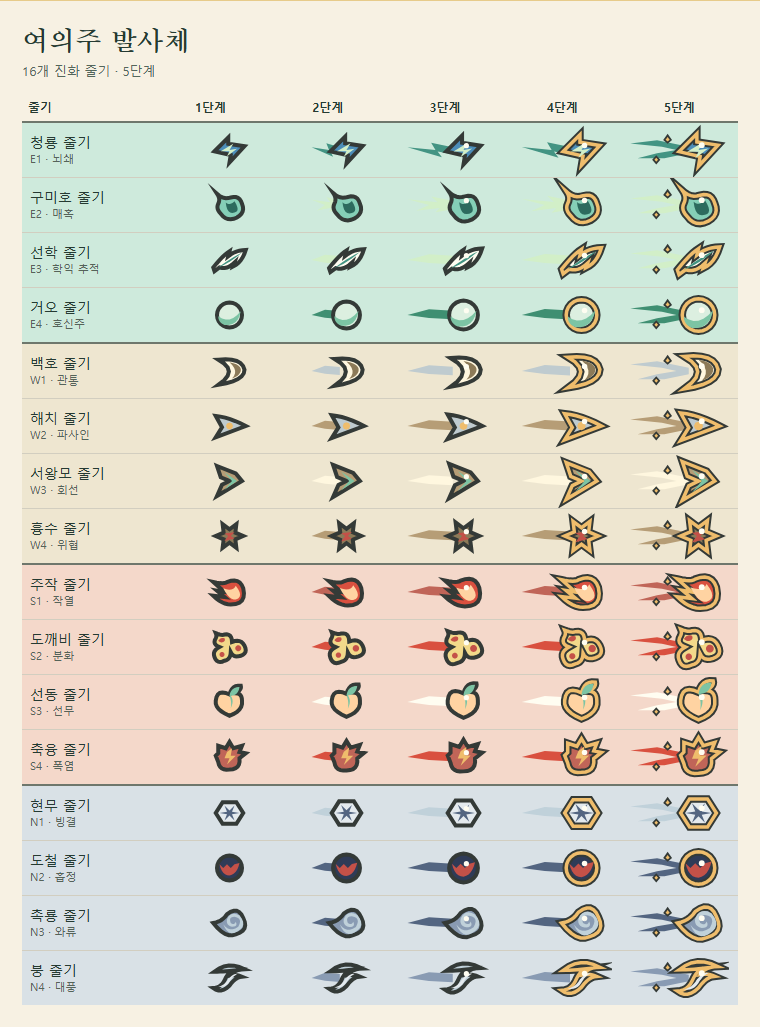 여의주 발사체
16개 진화 줄기 · 5단계
줄기 1단계 2단계 3단계 4단계 5단계
청룡 줄기
E1 · 뇌쇄
구미호 줄기
E2 · 매혹
선학 줄기
E3 · 학익 추적
거오 줄기
E4 · 호신주
백호 줄기
W1 · 관통
해치 줄기
W2 · 파사인
서왕모 줄기
W3 · 회선
흉수 줄기
W4 · 위협
주작 줄기
S1 · 작열
도깨비 줄기
S2 · 분화
선동 줄기
S3 · 선무
축융 줄기
S4 · 폭염
현무 줄기
N1 · 빙결
도철 줄기
N2 · 흡정
촉룡 줄기
N3 · 와류
붕 줄기
N4 · 대풍